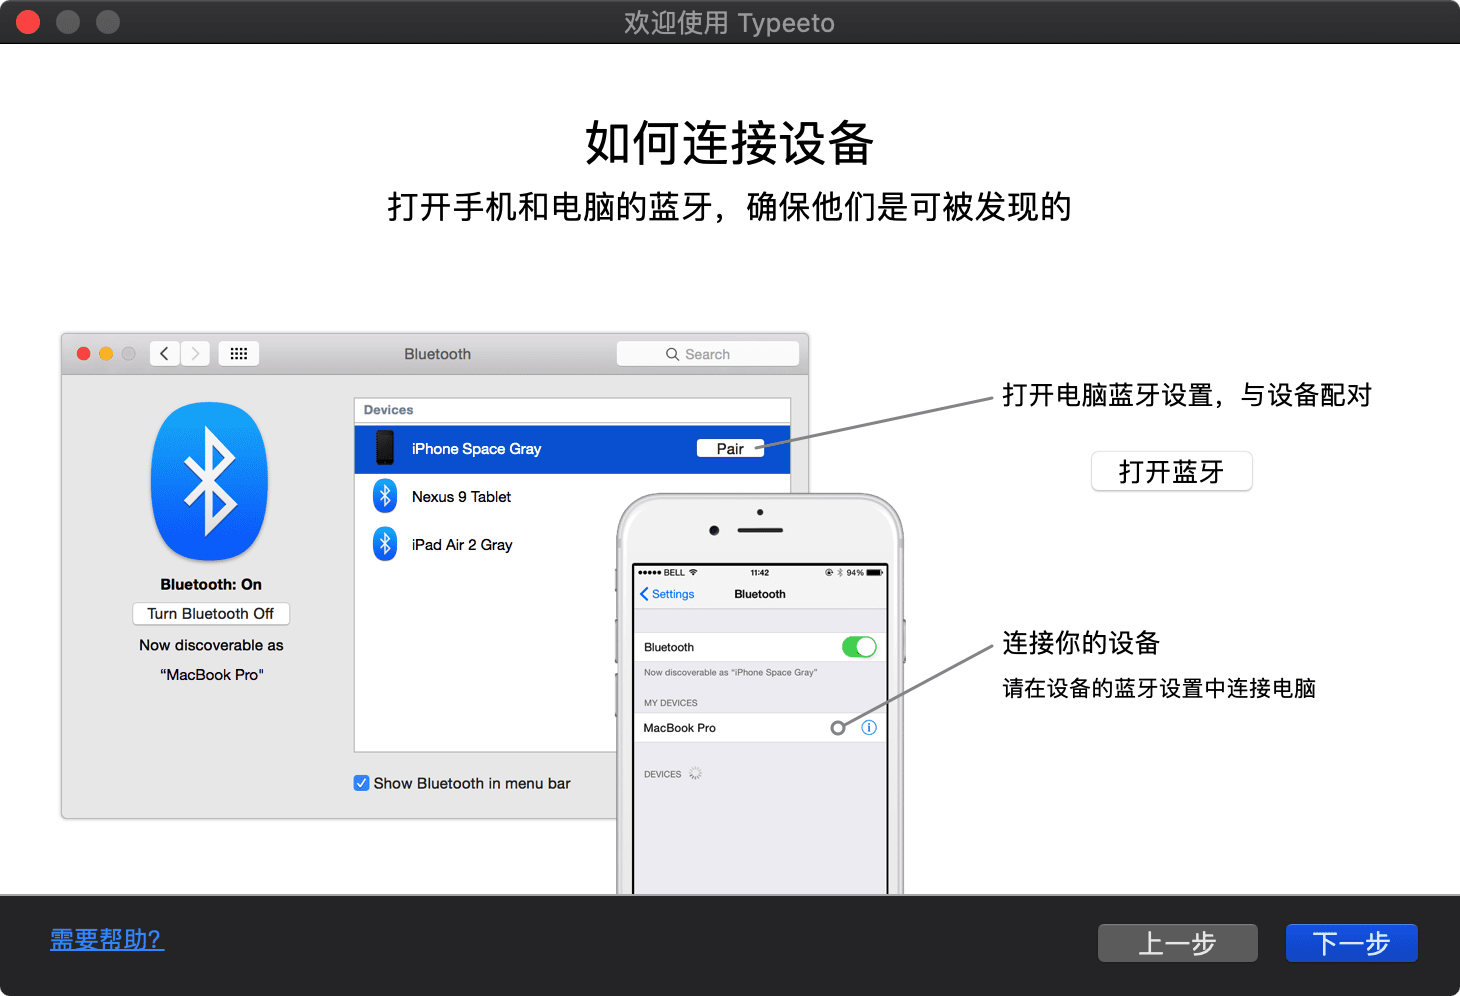 欢迎使用 Typeeto
如何连接设备
打开手机和电脑的蓝牙，确保他们是可被发现的
Bluetooth
Search
Devices
iPhone Space Gray
Pair
Nexus 9 Tablet
iPad Air 2 Gray
Bluetooth: On
Turn Bluetooth Off
Now discoverable as
“MacBook Pro"
Show Bluetooth in menu bar
打开电脑蓝牙设置，与设备配对
打开蓝牙
BELL
11:42
94%
Settings
Bluetooth
Bluetooth
Now discoverable as “iPhone Space Gray”
MY DEVICES
MacBook Pro
DEVICES
连接你的设备
请在设备的蓝牙设置中连接电脑
需要帮助?
上一步
下一步